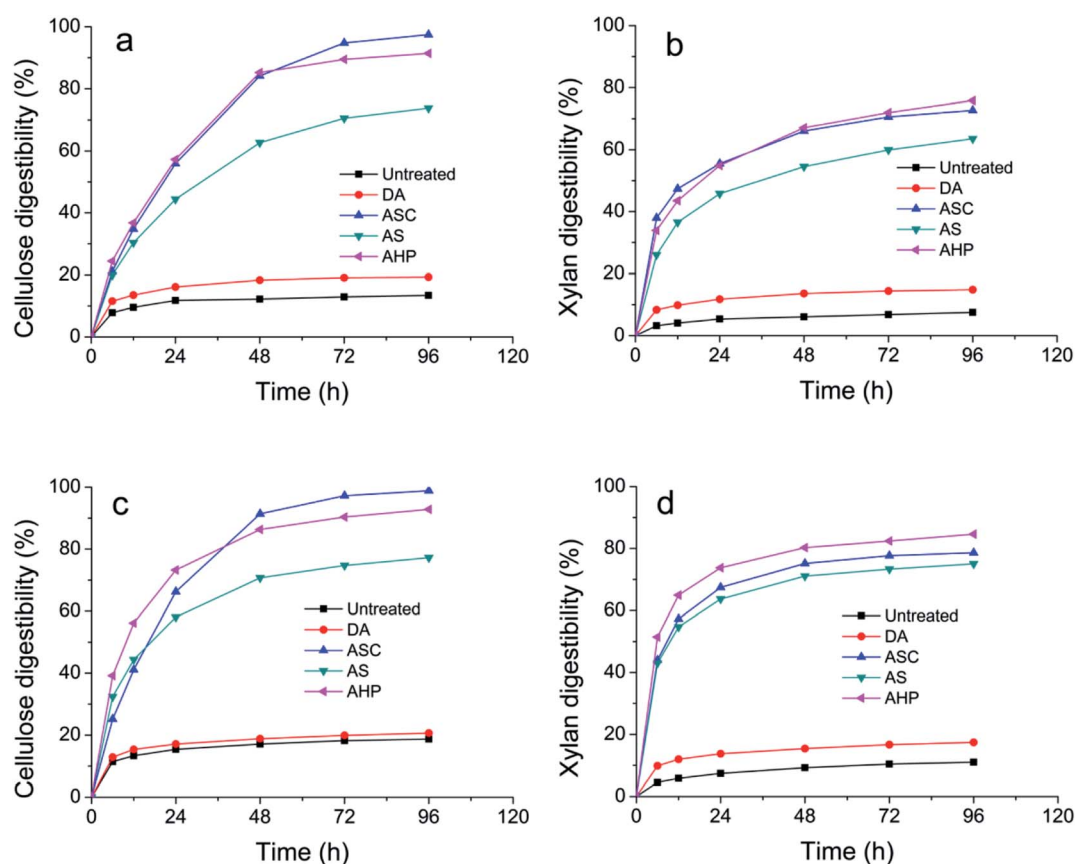 a
Cellulose digestibility (%)
100
80
60
40
20
0
Untreated
DA
ASC
AS
AHP
0 24 48 72 96 120
Time (h)
b
Xylan digestibility (%)
100
80
60
40
20
0
Untreated
DA
ASC
AS
AHP
0 24 48 72 96 120
Time (h)
c
Cellulose digestibility (%)
100
80
60
40
20
0
Untreated
DA
ASC
AS
AHP
0 24 48 72 96 120
Time (h)
d
Xylan digestibility (%)
100
80
60
40
20
0
Untreated
DA
ASC
AS
AHP
0 24 48 72 96 120
Time (h)